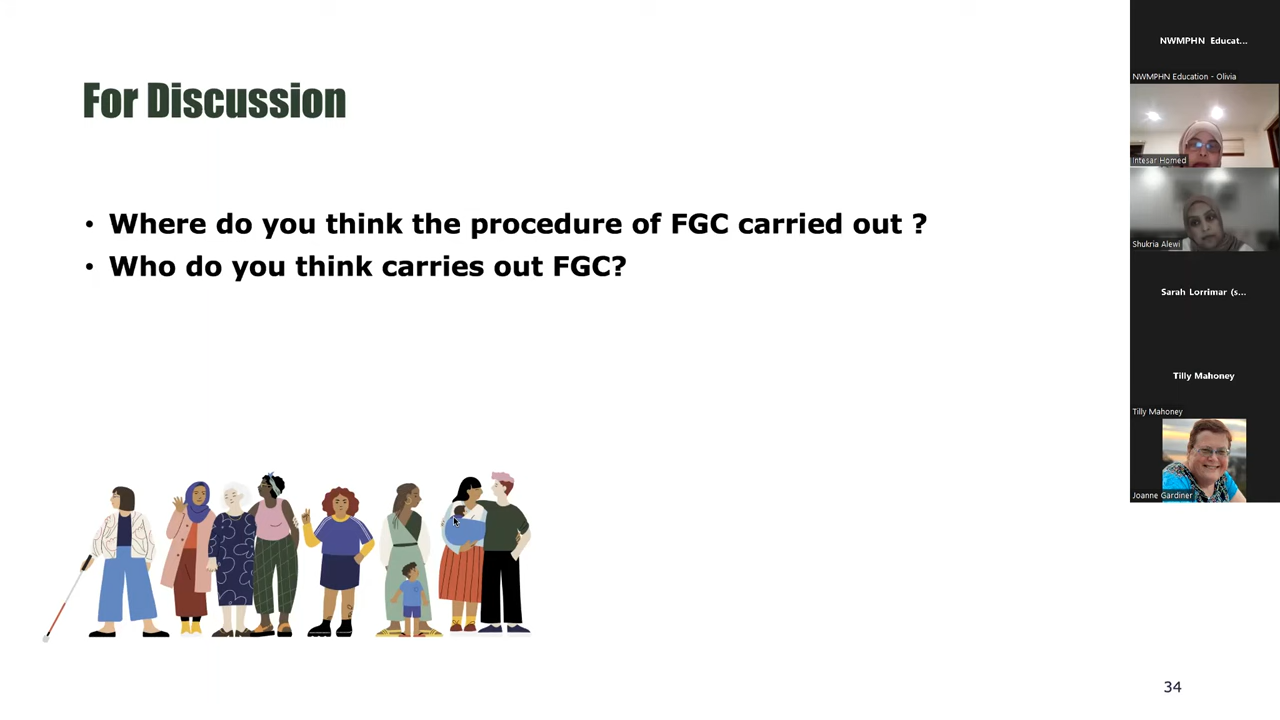 For Discussion
• Where do you think the procedure of FGC carried out ?
• Who do you think carries out FGC?
34
NWMPHN Educat...
NWMPHN Education - Olivia
Intesar Homed
Shukria Alewi
Sarah Lorrimar (s...
Tilly Mahoney
Tilly Mahoney
Joanne Gardiner